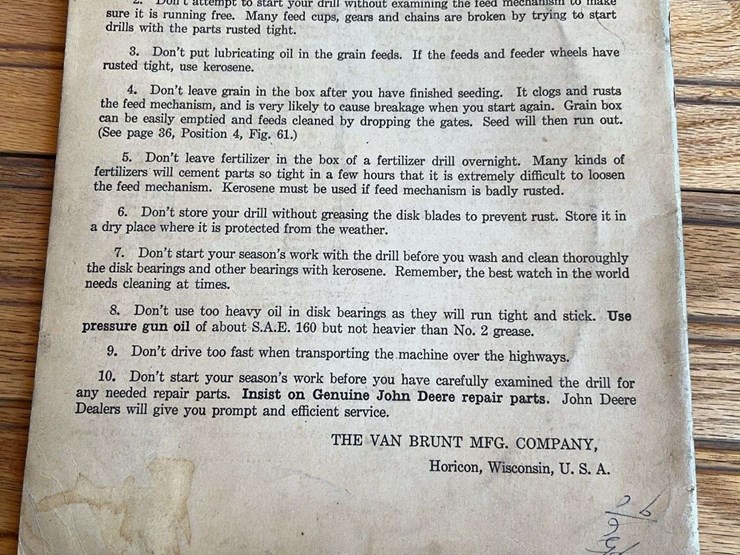 2. Don't attempt to start your drill without examining the feed mechanism to make
sure it is running free. Many feed cups, gears and chains are broken by trying to start
drills with the parts rusted tight.
3. Don't put lubricating oil in the grain feeds. If the feeds and feeder wheels have
rusted tight, use kerosene.
4. Don't leave grain in the box after you have finished seeding. It clogs and rusts
the feed mechanism, and is very likely to cause breakage when you start again. Grain box
can be easily emptied and feeds cleaned by dropping the gates. Seed will then run out.
(See page 36, Position 4, Fig. 61.)
5. Don't leave fertilizer in the box of a fertilizer drill overnight. Many kinds of
fertilizers will cement parts so tight in a few hours that it is extremely difficult to loosen
the feed mechanism. Kerosene must be used if feed mechanism is badly rusted.
6. Don't store your drill without greasing the disk blades to prevent rust. Store it in
a dry place where it is protected from the weather.
7. Don't start your season's work with the drill before you wash and clean thoroughly
the disk bearings and other bearings with kerosene. Remember, the best watch in the world
needs cleaning at times.
8. Don't use too heavy oil in disk bearings as they will run tight and stick. Use
pressure gun oil of about S.A.E. 160 but not heavier than No. 2 grease.
9. Don't drive too fast when transporting the machine over the highways.
10. Don't start your season's work before you have carefully examined the drill for
any needed repair parts. Insist on Genuine John Deere repair parts. John Deere
Dealers will give you prompt and efficient service.
THE VAN BRUNT MFG. COMPANY,
Horicon, Wisconsin, U. S. A.